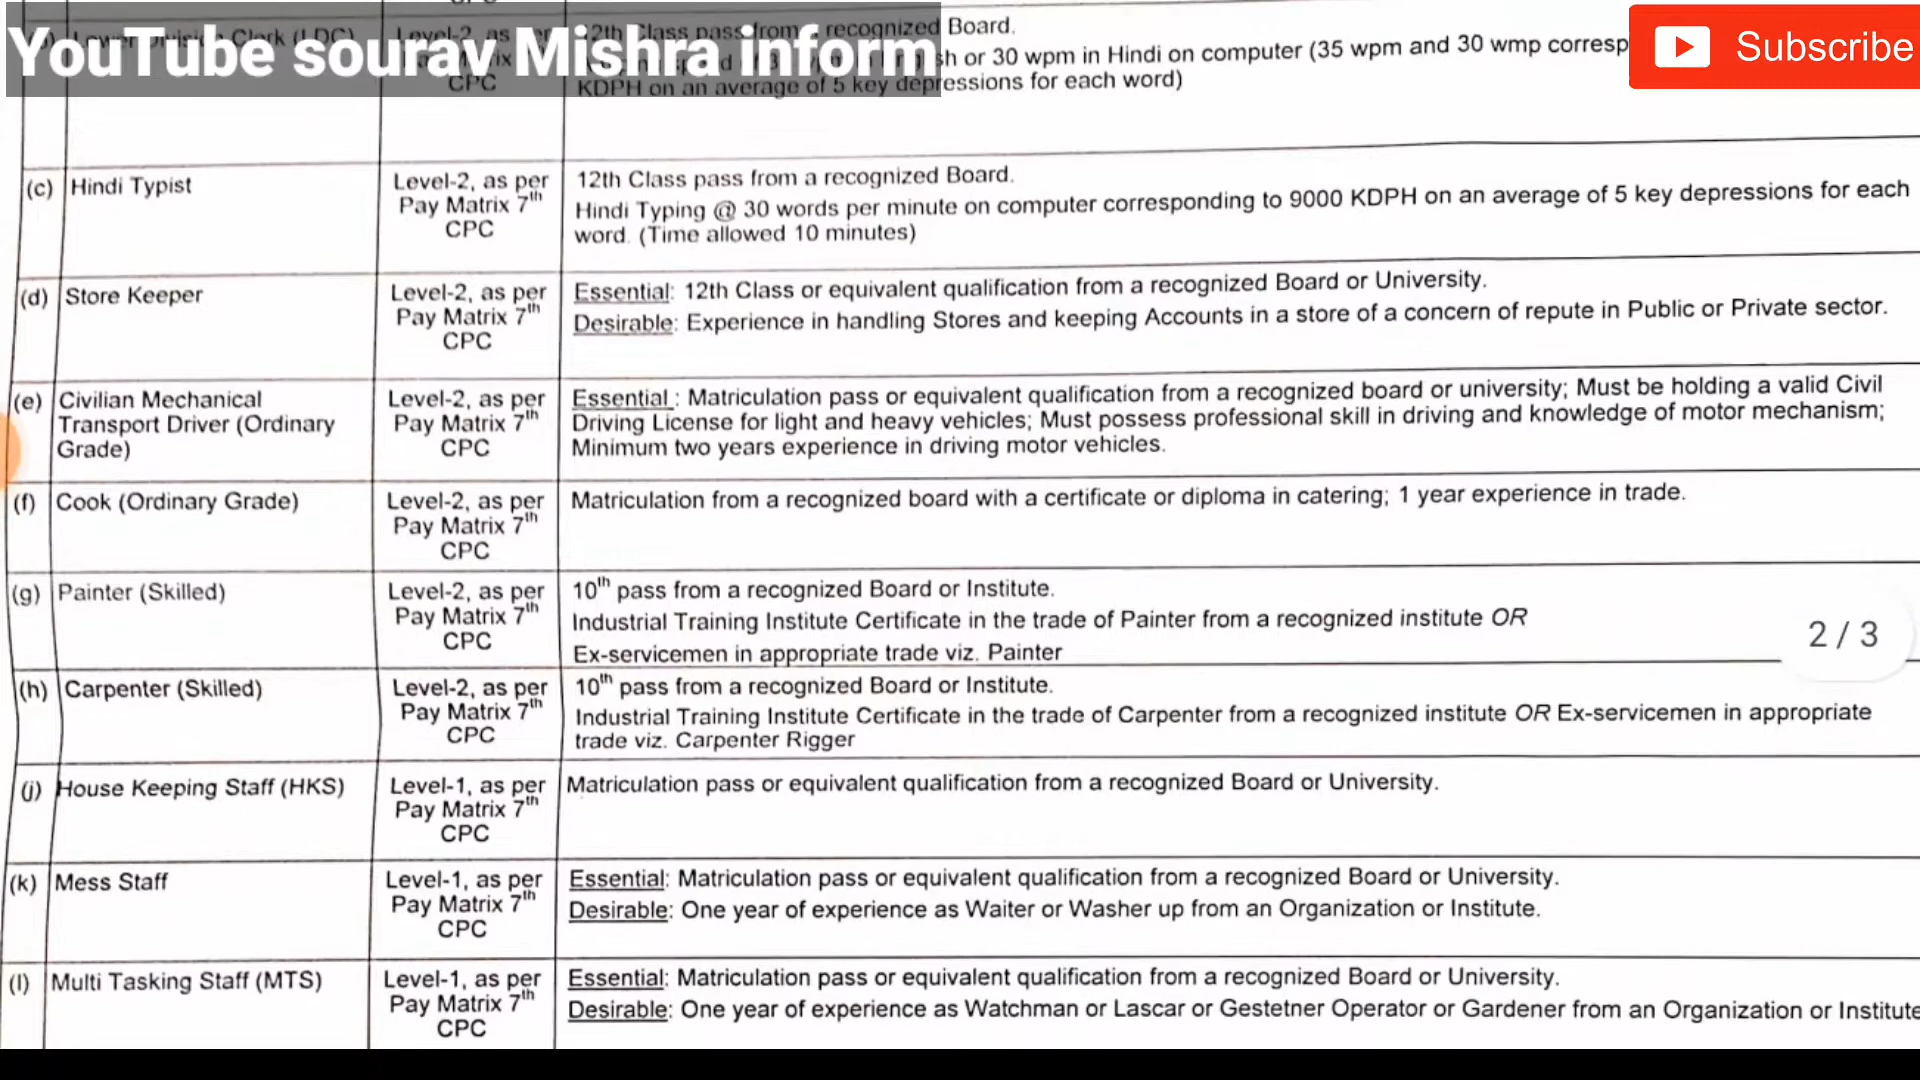 YouTube sourav Mishra inform
Subscribe
Lower Division Clerk (LDC)
Level-2, as per
CPC
12th Class pass from a recognized Board.
sh or 30 wpm in Hindi on computer (35 wpm and 30 wmp corresp
KDPH on an average of 5 key depressions for each word)
(c) Hindi Typist
Level-2, as per
Pay Matrix 7th
CPC
12th Class pass from a recognized Board.
Hindi Typing @ 30 words per minute on computer corresponding to 9000 KDPH on an average of 5 key depressions for each
word. (Time allowed 10 minutes)
(d) Store Keeper
Level-2, as per
Pay Matrix 7th
CPC
Essential: 12th Class or equivalent qualification from a recognized Board or University.
Desirable: Experience in handling Stores and keeping Accounts in a store of a concern of repute in Public or Private sector.
(e) Civilian Mechanical
Transport Driver (Ordinary
Grade)
Level-2, as per
Pay Matrix 7th
CPC
Essential : Matriculation pass or equivalent qualification from a recognized board or university; Must be holding a valid Civil
Driving License for light and heavy vehicles; Must possess professional skill in driving and knowledge of motor mechanism;
Minimum two years experience in driving motor vehicles.
(f) Cook (Ordinary Grade)
Level-2, as per
Pay Matrix 7th
CPC
Matriculation from a recognized board with a certificate or diploma in catering; 1 year experience in trade.
(g) Painter (Skilled)
Level-2, as per
Pay Matrix 7th
CPC
10th pass from a recognized Board or Institute.
Industrial Training Institute Certificate in the trade of Painter from a recognized institute OR
Ex-servicemen in appropriate trade viz. Painter
2 / 3
(h) Carpenter (Skilled)
Level-2, as per
Pay Matrix 7th
CPC
10th pass from a recognized Board or Institute.
Industrial Training Institute Certificate in the trade of Carpenter from a recognized institute OR Ex-servicemen in appropriate
trade viz. Carpenter Rigger
(j) House Keeping Staff (HKS)
Level-1, as per
Pay Matrix 7th
CPC
Matriculation pass or equivalent qualification from a recognized Board or University.
(k) Mess Staff
Level-1, as per
Pay Matrix 7th
CPC
Essential: Matriculation pass or equivalent qualification from a recognized Board or University.
Desirable: One year of experience as Waiter or Washer up from an Organization or Institute.
(l) Multi Tasking Staff (MTS)
Level-1, as per
Pay Matrix 7th
CPC
Essential: Matriculation pass or equivalent qualification from a recognized Board or University.
Desirable: One year of experience as Watchman or Lascar or Gestetner Operator or Gardener from an Organization or Institute